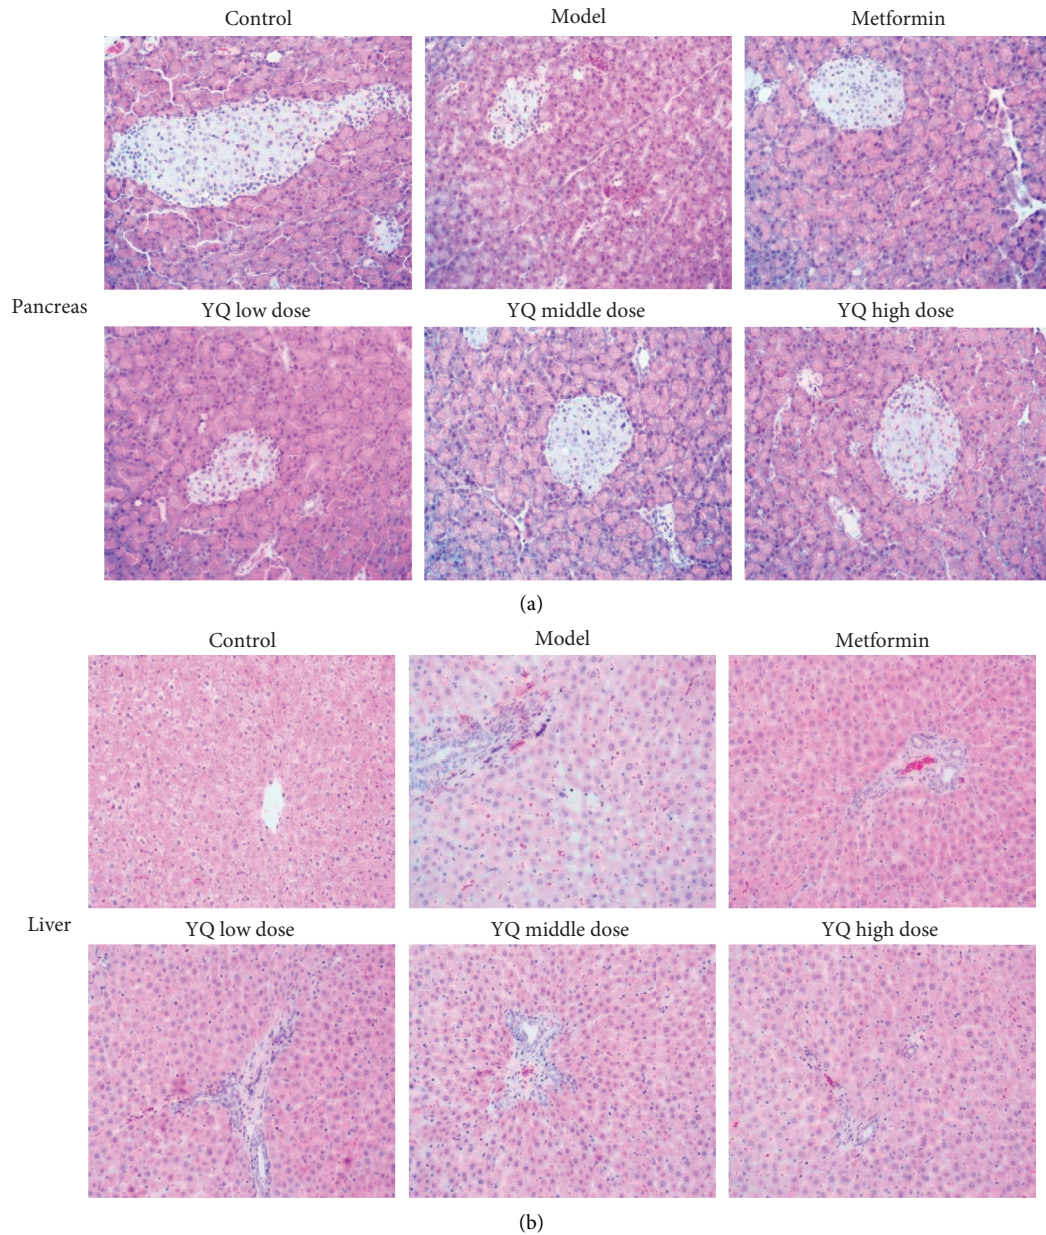 Control Model Metformin
Pancreas
YQ low dose YQ middle dose YQ high dose
(a)
Control Model Metformin
Liver
YQ low dose YQ middle dose YQ high dose
(b)